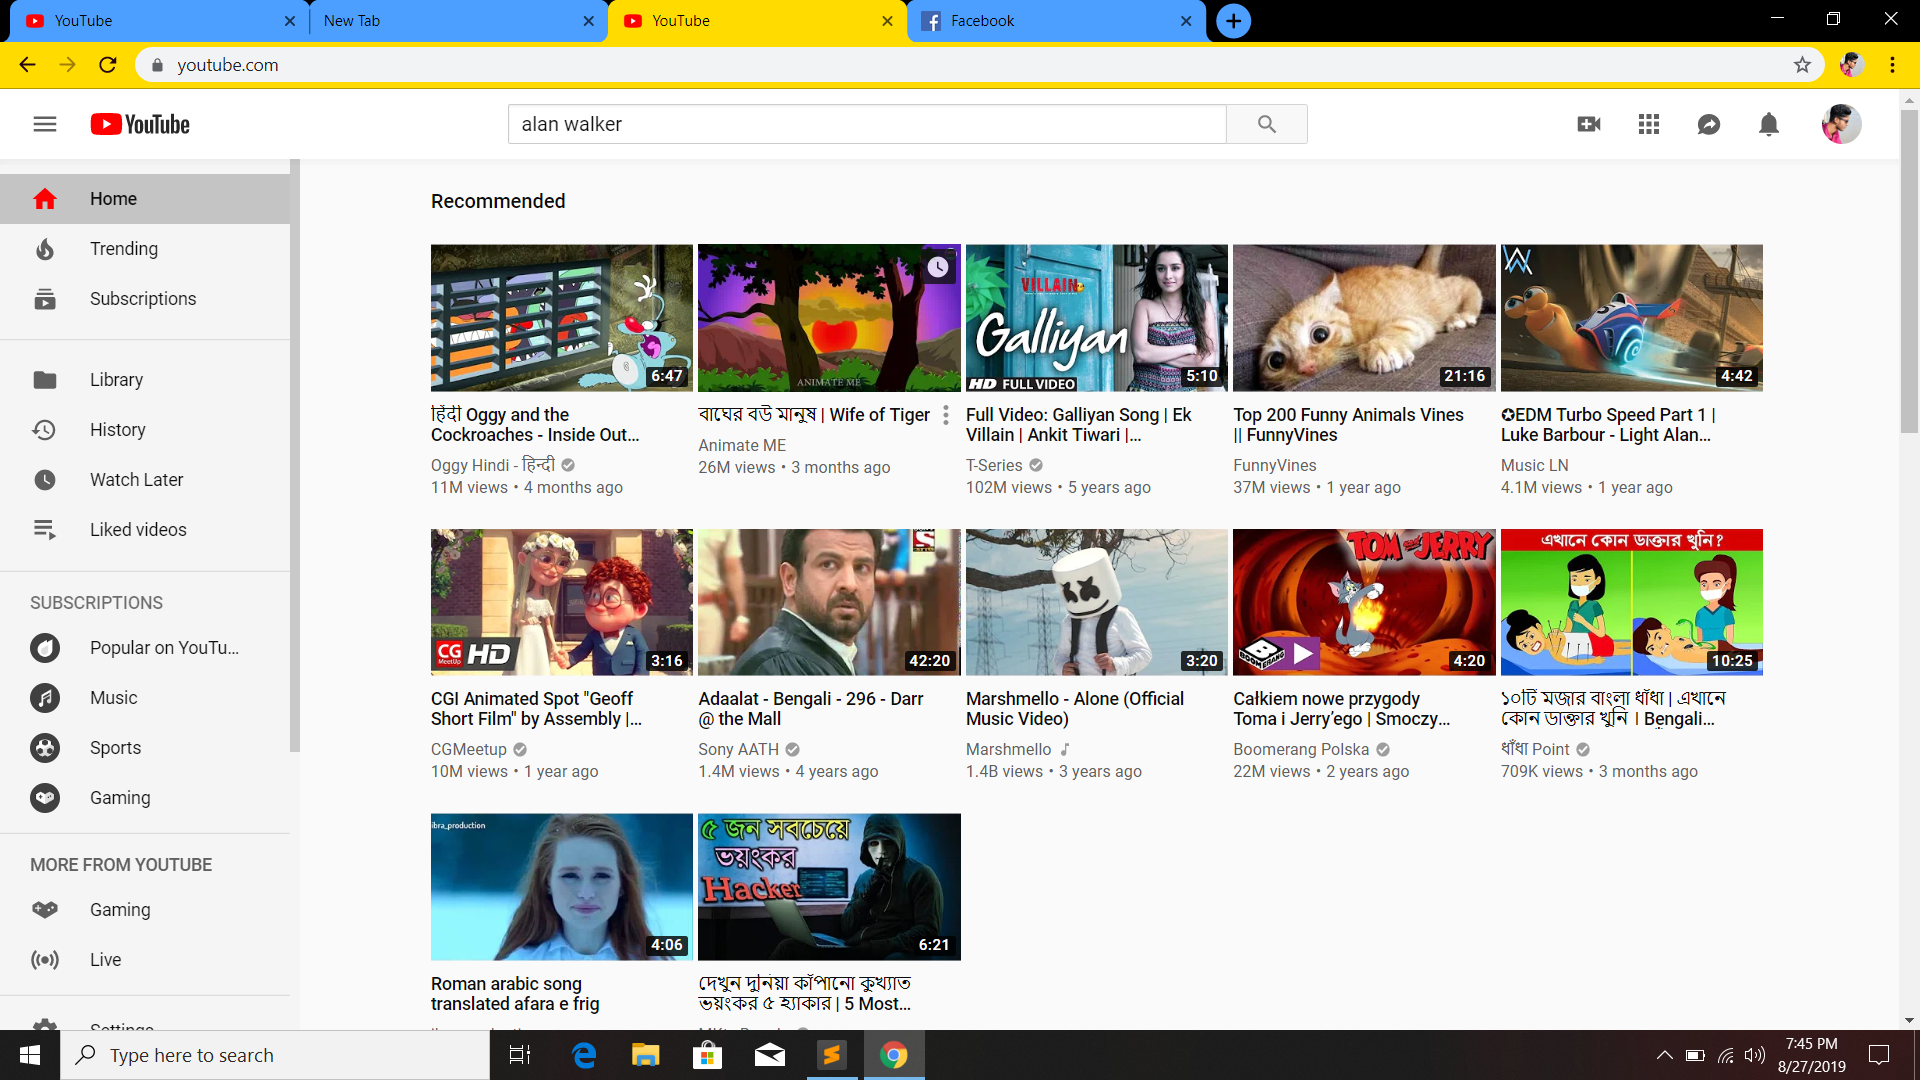 YouTube
New Tab
YouTube
Facebook
youtube.com
YouTube
alan walker
Home
Trending
Subscriptions
Library
History
Watch Later
Liked videos
SUBSCRIPTIONS
Popular on YouTu...
Music
Sports
Gaming
MORE FROM YOUTUBE
Gaming
Live
Settings
Recommended
6:47
हिंदी Oggy and the
Cockroaches - Inside Out...
Oggy Hindi - हिन्दी
11M views • 4 months ago
ANIMATE ME
বাঘের বউ মানুষ | Wife of Tiger
Animate ME
26M views • 3 months ago
VILLAIN
Galliyan
HD FULL VIDEO
5:10
Full Video: Galliyan Song | Ek
Villain | Ankit Tiwari |...
T-Series
102M views • 5 years ago
21:16
Top 200 Funny Animals Vines
|| FunnyVines
FunnyVines
37M views • 1 year ago
4:42
✪EDM Turbo Speed Part 1 |
Luke Barbour - Light Alan...
Music LN
4.1M views • 1 year ago
CG
MeetUp
HD
3:16
CGI Animated Spot "Geoff
Short Film" by Assembly |...
CGMeetup
10M views • 1 year ago
S
42:20
Adaalat - Bengali - 296 - Darr
@ the Mall
Sony AATH
1.4M views • 4 years ago
3:20
Marshmello - Alone (Official
Music Video)
Marshmello
1.4B views • 3 years ago
TOM and JERRY
BOOMERANG
4:20
Całkiem nowe przygody
Toma i Jerry’ego | Smoczy...
Boomerang Polska
22M views • 2 years ago
এখানে কোন ডাক্তার খুনি?
10:25
১০টি মজার বাংলা ধাঁধা | এখানে
কোন ডাক্তার খুনি । Bengali...
ধাঁধাঁ Point
709K views • 3 months ago
ibra_production
4:06
Roman arabic song
translated afara e frig
৫ জন সবচেয়ে
ভয়ংকর
Hacker
6:21
দেখুন দুনিয়া কাঁপানো কুখ্যাত
ভয়ংকর ৫ হ্যাকার | 5 Most...
Type here to search
7:45 PM
8/27/2019